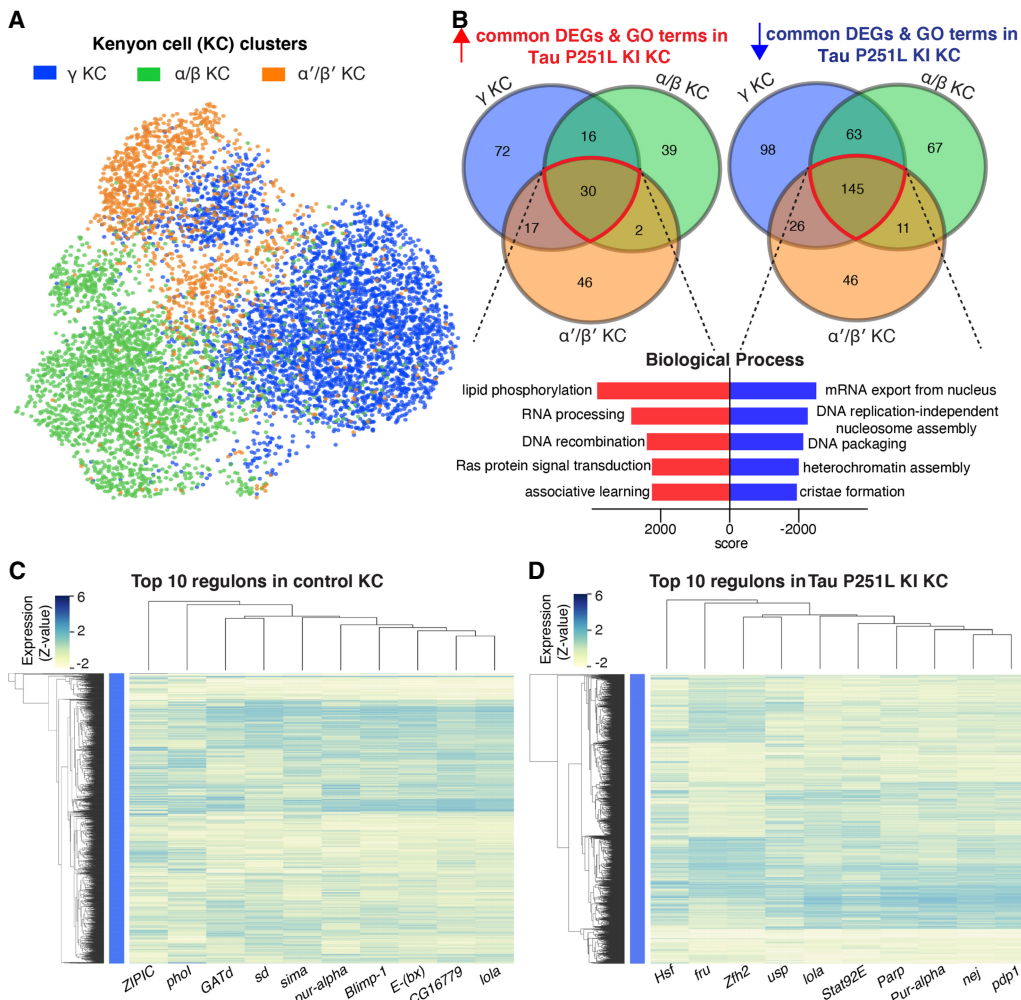 A
Kenyon cell (KC) clusters
γ KC
α/β KC
α′/β′ KC
B
common DEGs & GO terms in
Tau P251L KI KC
γ KC
α/β KC
72
16
39
30
17
2
46
α′/β′ KC
common DEGs & GO terms in
Tau P251L KI KC
γ KC
α/β KC
98
63
67
145
26
11
46
α′/β′ KC
Biological Process
lipid phosphorylation
RNA processing
DNA recombination
Ras protein signal transduction
associative learning
mRNA export from nucleus
DNA replication-independent
nucleosome assembly
DNA packaging
heterochromatin assembly
cristae formation
2000
0
-2000
score
C
Top 10 regulons in control KC
Expression
(Z-value)
6
2
-2
ZIPIC
phol
GATd
sd
sima
pur-alpha
Blimp-1
E-(bx)
CG16779
lola
D
Top 10 regulons in Tau P251L KI KC
Expression
(Z-value)
6
2
-2
Hsf
fru
Zfh2
usp
lola
Stat92E
Parp
Pur-alpha
nej
pdp1